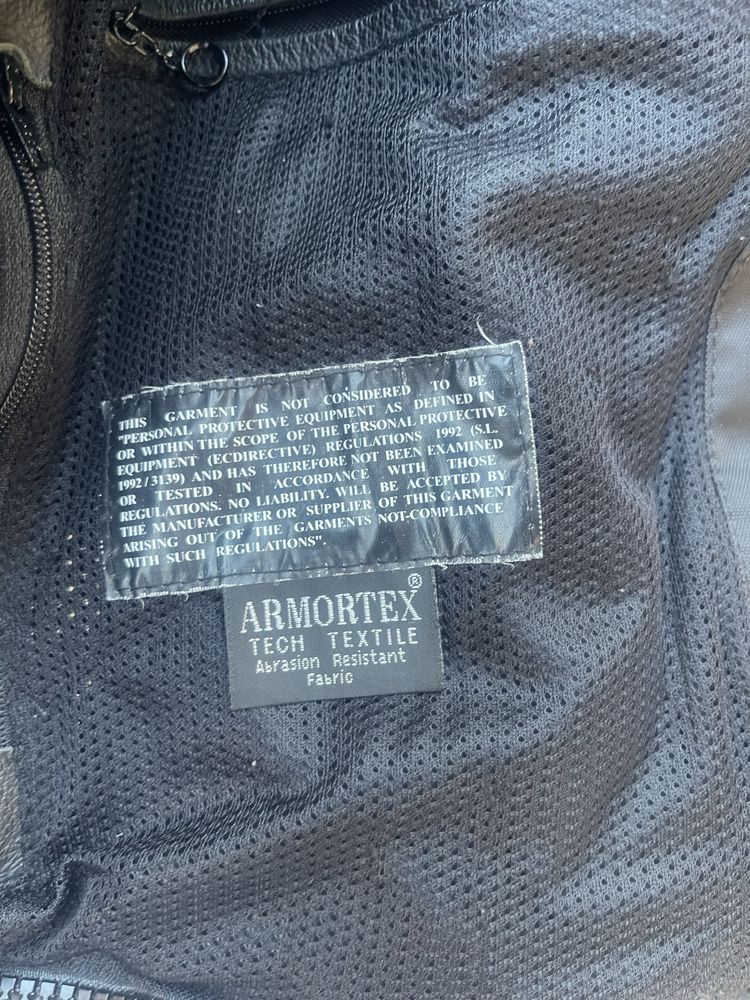 THIS GARMENT IS NOT CONSIDERED TO BE
"PERSONAL PROTECTIVE EQUIPMENT AS DEFINED IN
OR WITHIN THE SCOPE OF THE PERSONAL PROTECTIVE
EQUIPMENT (ECDIRECTIVE) REGULATIONS 1992 (S.L.
1992 / 3139) AND HAS THEREFORE NOT BEEN EXAMINED
OR TESTED IN ACCORDANCE WITH THOSE
REGULATIONS. NO LIABILITY. WILL BE ACCEPTED BY
THE MANUFACTURER OR SUPPLIER OF THIS GARMENT
ARISING OUT OF THE GARMENTS NOT-COMPLIANCE
WITH SUCH REGULATIONS".
ARMORTEX®
TECH TEXTILE
Abrasion Resistant
Fabric